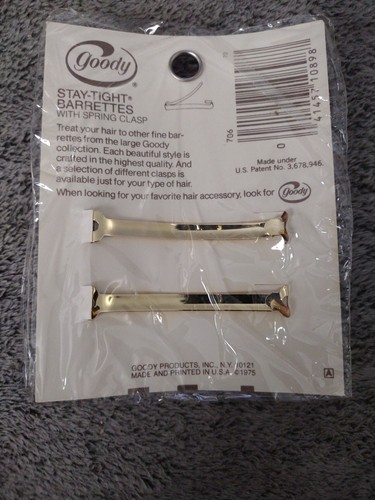 Goody®
STAY-TIGHT®
BARRETTES
WITH SPRING CLASP
Treat your hair to other fine bar-
rettes from the large Goody
collection. Each beautiful style is
crafted in the highest quality. And
a selection of different clasps is
available just for your type of hair.
When looking for your favorite hair accessory, look for Goody
706
41457 10898
0
Made under
U.S. Patent No. 3,678,946
GOODY PRODUCTS, INC., N.Y. 10121
MADE AND PRINTED IN U.S.A. ©1975
A